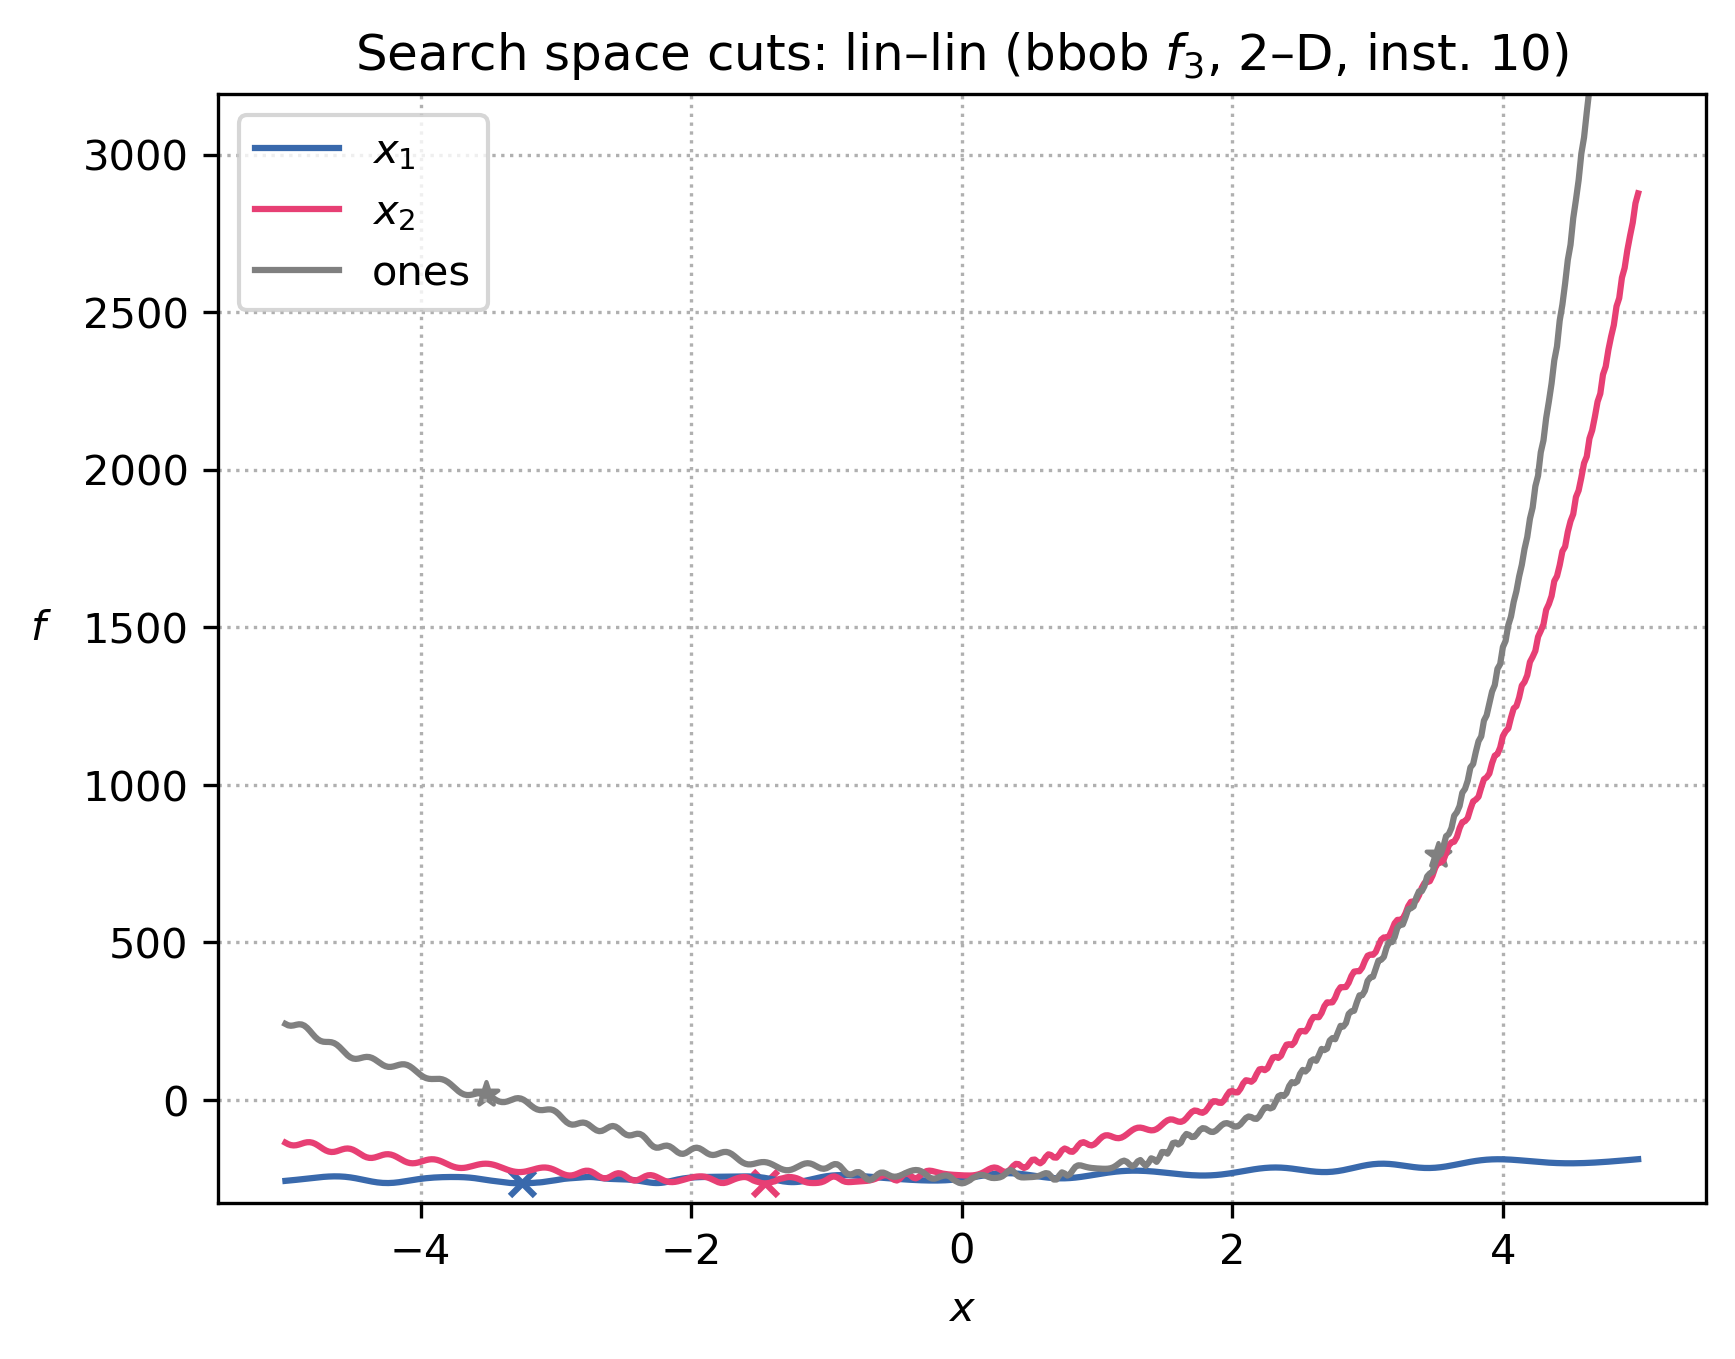 Search space cuts: lin–lin (bbob f₃, 2–D, inst. 10)
x₁
x₂
ones
3000
2500
2000
1500
1000
500
0
f
−4
−2
0
2
4
x